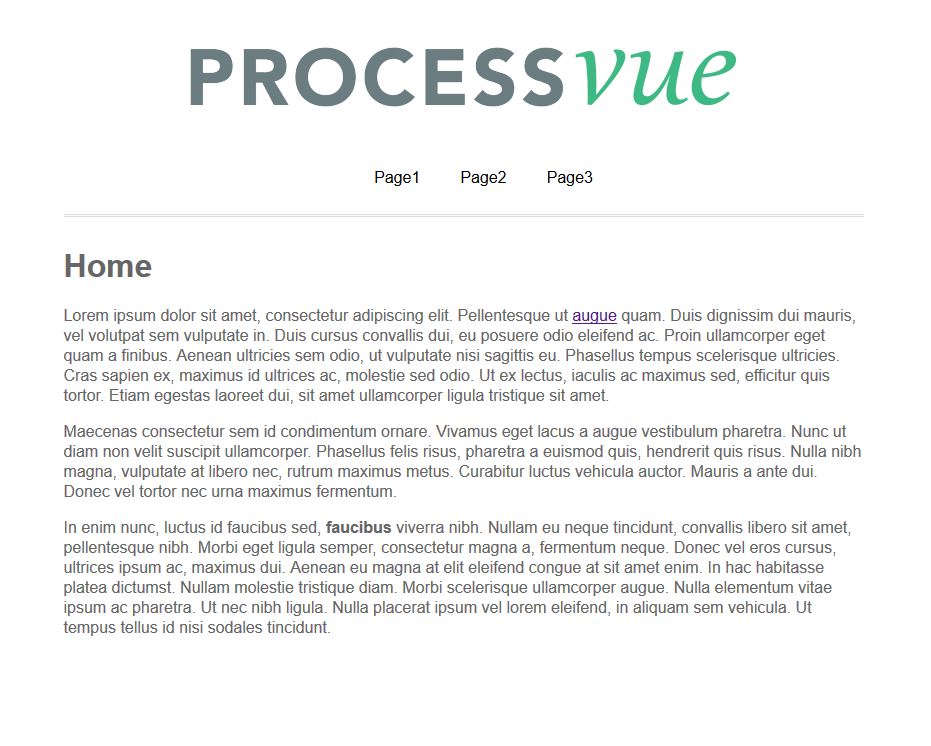 PROCESSvue
Page1 Page2 Page3
Home
Lorem ipsum dolor sit amet, consectetur adipiscing elit. Pellentesque ut augue quam. Duis dignissim dui mauris,
vel volutpat sem vulputate in. Duis cursus convallis dui, eu posuere odio eleifend ac. Proin ullamcorper eget
quam a finibus. Aenean ultricies sem odio, ut vulputate nisi sagittis eu. Phasellus tempus scelerisque ultricies.
Cras sapien ex, maximus id ultrices ac, molestie sed odio. Ut ex lectus, iaculis ac maximus sed, efficitur quis
tortor. Etiam egestas laoreet dui, sit amet ullamcorper ligula tristique sit amet.
Maecenas consectetur sem id condimentum ornare. Vivamus eget lacus a augue vestibulum pharetra. Nunc ut
diam non velit suscipit ullamcorper. Phasellus felis risus, pharetra a euismod quis, hendrerit quis risus. Nulla nibh
magna, vulputate at libero nec, rutrum maximus metus. Curabitur luctus vehicula auctor. Mauris a ante dui.
Donec vel tortor nec urna maximus fermentum.
In enim nunc, luctus id faucibus sed, faucibus viverra nibh. Nullam eu neque tincidunt, convallis libero sit amet,
pellentesque nibh. Morbi eget ligula semper, consectetur magna a, fermentum neque. Donec vel eros cursus,
ultrices ipsum ac, maximus dui. Aenean eu magna at elit eleifend congue at sit amet enim. In hac habitasse
platea dictumst. Nullam molestie tristique diam. Morbi scelerisque ullamcorper augue. Nulla elementum vitae
ipsum ac pharetra. Ut nec nibh ligula. Nulla placerat ipsum vel lorem eleifend, in aliquam sem vehicula. Ut
tempus tellus id nisi sodales tincidunt.